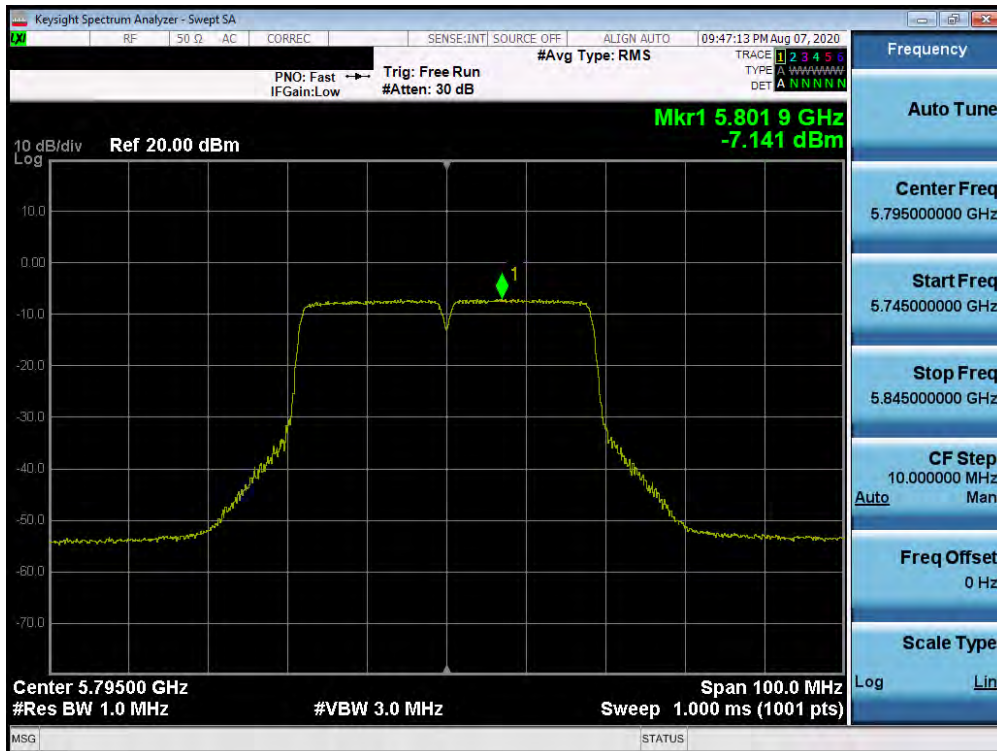 Keysight Spectrum Analyzer - Swept SA
LXI RF 50 Ω AC CORREC SENSE:INT SOURCE OFF ALIGN AUTO 09:47:13 PM Aug 07, 2020
#Avg Type: RMS TRACE 1 2 3 4 5 6
PNO: Fast Trig: Free Run TYPE A WWWWW
IFGain:Low #Atten: 30 dB DET A N N N N N
Mkr1 5.801 9 GHz
-7.141 dBm
10 dB/div Ref 20.00 dBm
Log
10.0
0.00
1
-10.0
-20.0
-30.0
-40.0
-50.0
-60.0
-70.0
Center 5.79500 GHz Span 100.0 MHz
#Res BW 1.0 MHz #VBW 3.0 MHz Sweep 1.000 ms (1001 pts)
MSG STATUS
Frequency
Auto Tune
Center Freq
5.795000000 GHz
Start Freq
5.745000000 GHz
Stop Freq
5.845000000 GHz
CF Step
10.000000 MHz
Auto Man
Freq Offset
0 Hz
Scale Type
Log Lin